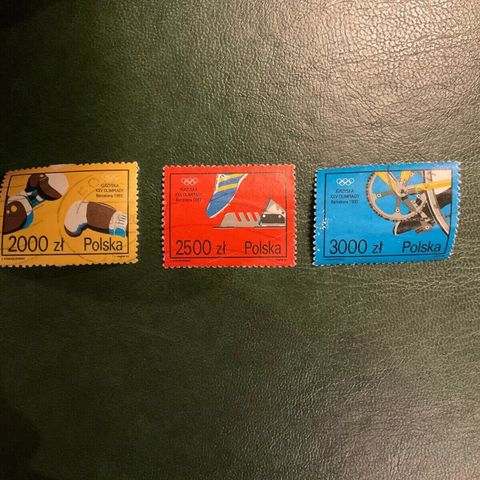 IGRZYSKA
XXV OLIMPIADY
Barcelona 1992
2000 zł Polska
IGRZYSKA
XXV OLIMPIADY
Barcelona 1992
2500 zł Polska
IGRZYSKA
XXV OLIMPIADY
Barcelona 1992
3000 zł Polska